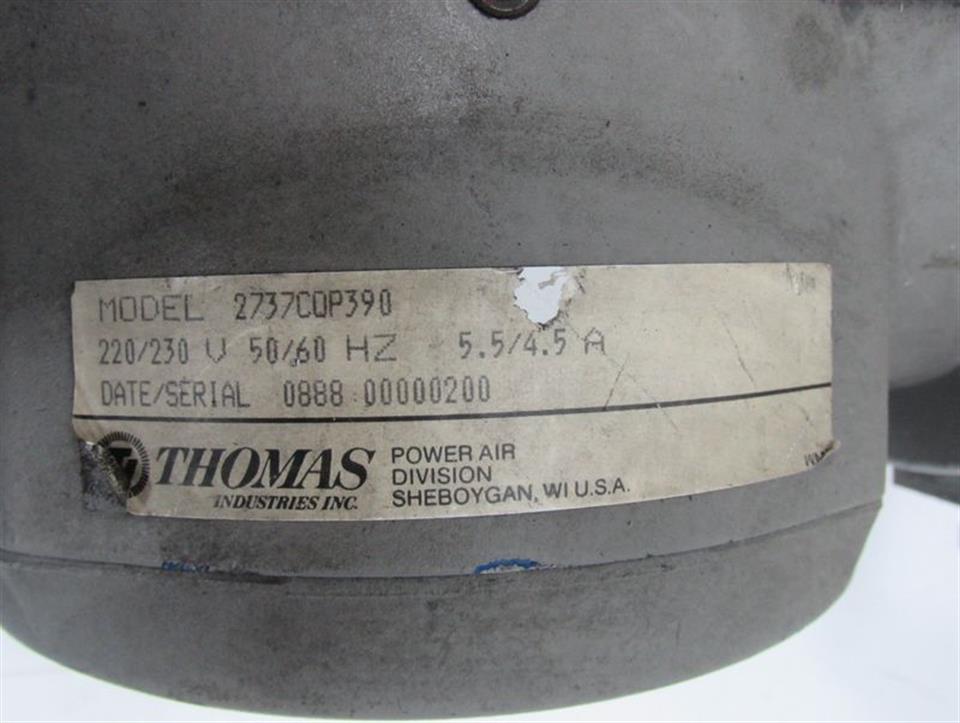 MODEL 2737CQP390
220/230 V 50/60 HZ 5.5/4.5 A
DATE/SERIAL 0888 00000200
THOMAS
INDUSTRIES INC.
POWER AIR
DIVISION
SHEBOYGAN, WI U.S.A.